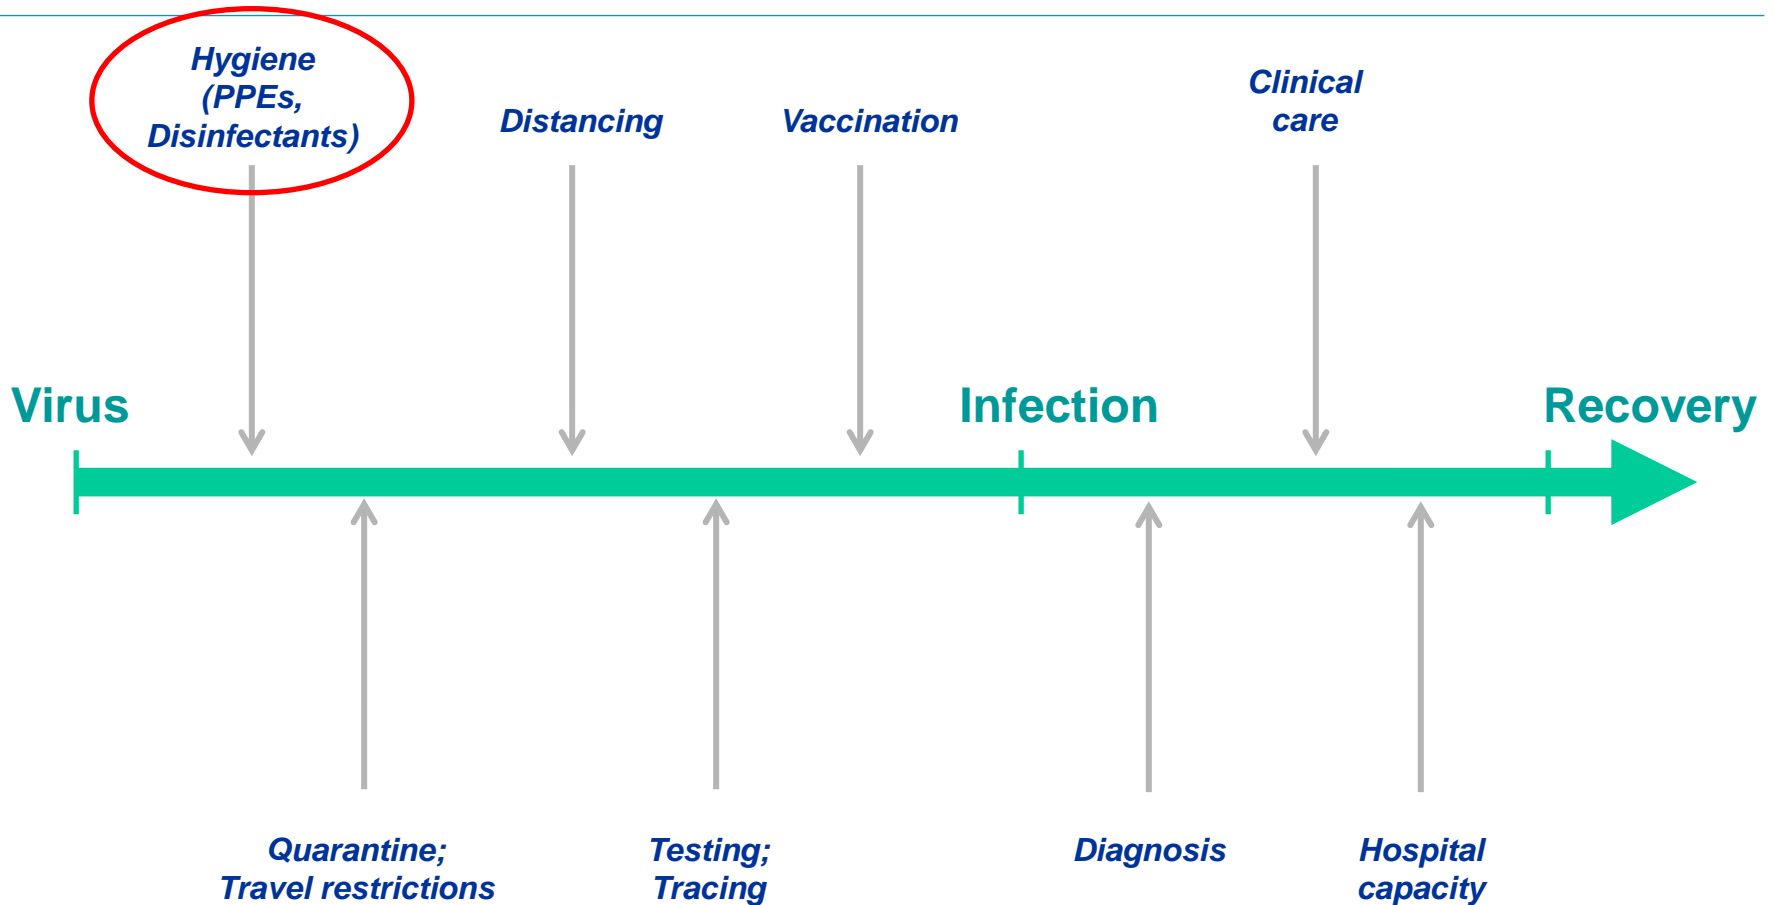 Hygiene
(PPEs,
Disinfectants)
Distancing
Vaccination
Clinical
care
Virus
Infection
Recovery
Quarantine;
Travel restrictions
Testing;
Tracing
Diagnosis
Hospital
capacity